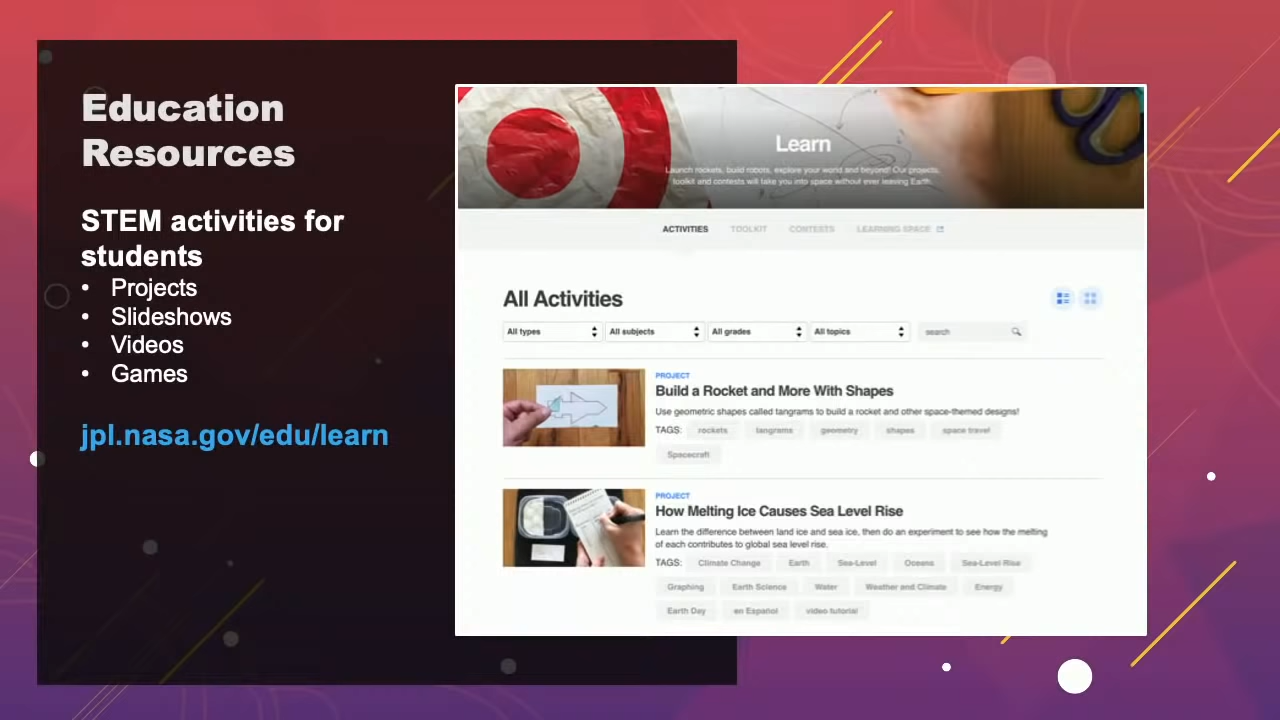 Education
Resources
STEM activities for
students
• Projects
• Slideshows
• Videos
• Games
jpl.nasa.gov/edu/learn
Learn
Launch rockets, build robots, explore your world and beyond! Our projects,
toolkit and contests will take you into space without ever leaving Earth.
ACTIVITIES TOOLKIT CONTESTS LEARNING SPACE
All Activities
All types All subjects All grades All topics search
PROJECT
Build a Rocket and More With Shapes
Use geometric shapes called tangrams to build a rocket and other space-themed designs!
TAGS: rockets tangrams geometry shapes space travel
Spacecraft
PROJECT
How Melting Ice Causes Sea Level Rise
Learn the difference between land ice and sea ice, then do an experiment to see how the melting
of each contributes to global sea level rise.
TAGS: Climate Change Earth Sea-Level Oceans Sea-Level Rise
Graphing Earth Science Water Weather and Climate Energy
Earth Day en Español video tutorial